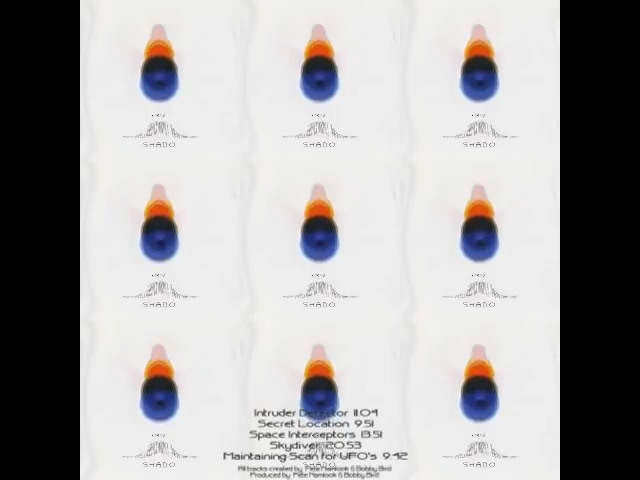 SHADO SHADO SHADO
SHADO SHADO SHADO
Intruder Detector 11.04
Secret Location 9.51
Space Interceptors 13.51
Skydiver 20.53
Maintaining Scan for UFO's 9.42
SHADO SHADO
All tracks created by Pete Namlook & Bobby Bird
Produced by Pete Namlook & Bobby Bird